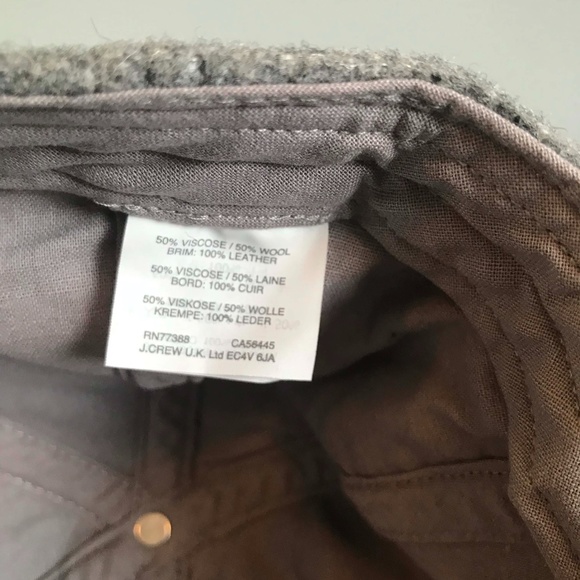 50% VISCOSE / 50% WOOL
BRIM: 100% LEATHER
50% VISCOSE / 50% LAINE
BORD: 100% CUIR
50% VISKOSE / 50% WOLLE
KREMPE: 100% LEDER
RN77388 CA56445
J.CREW U.K. Ltd EC4V 6JA